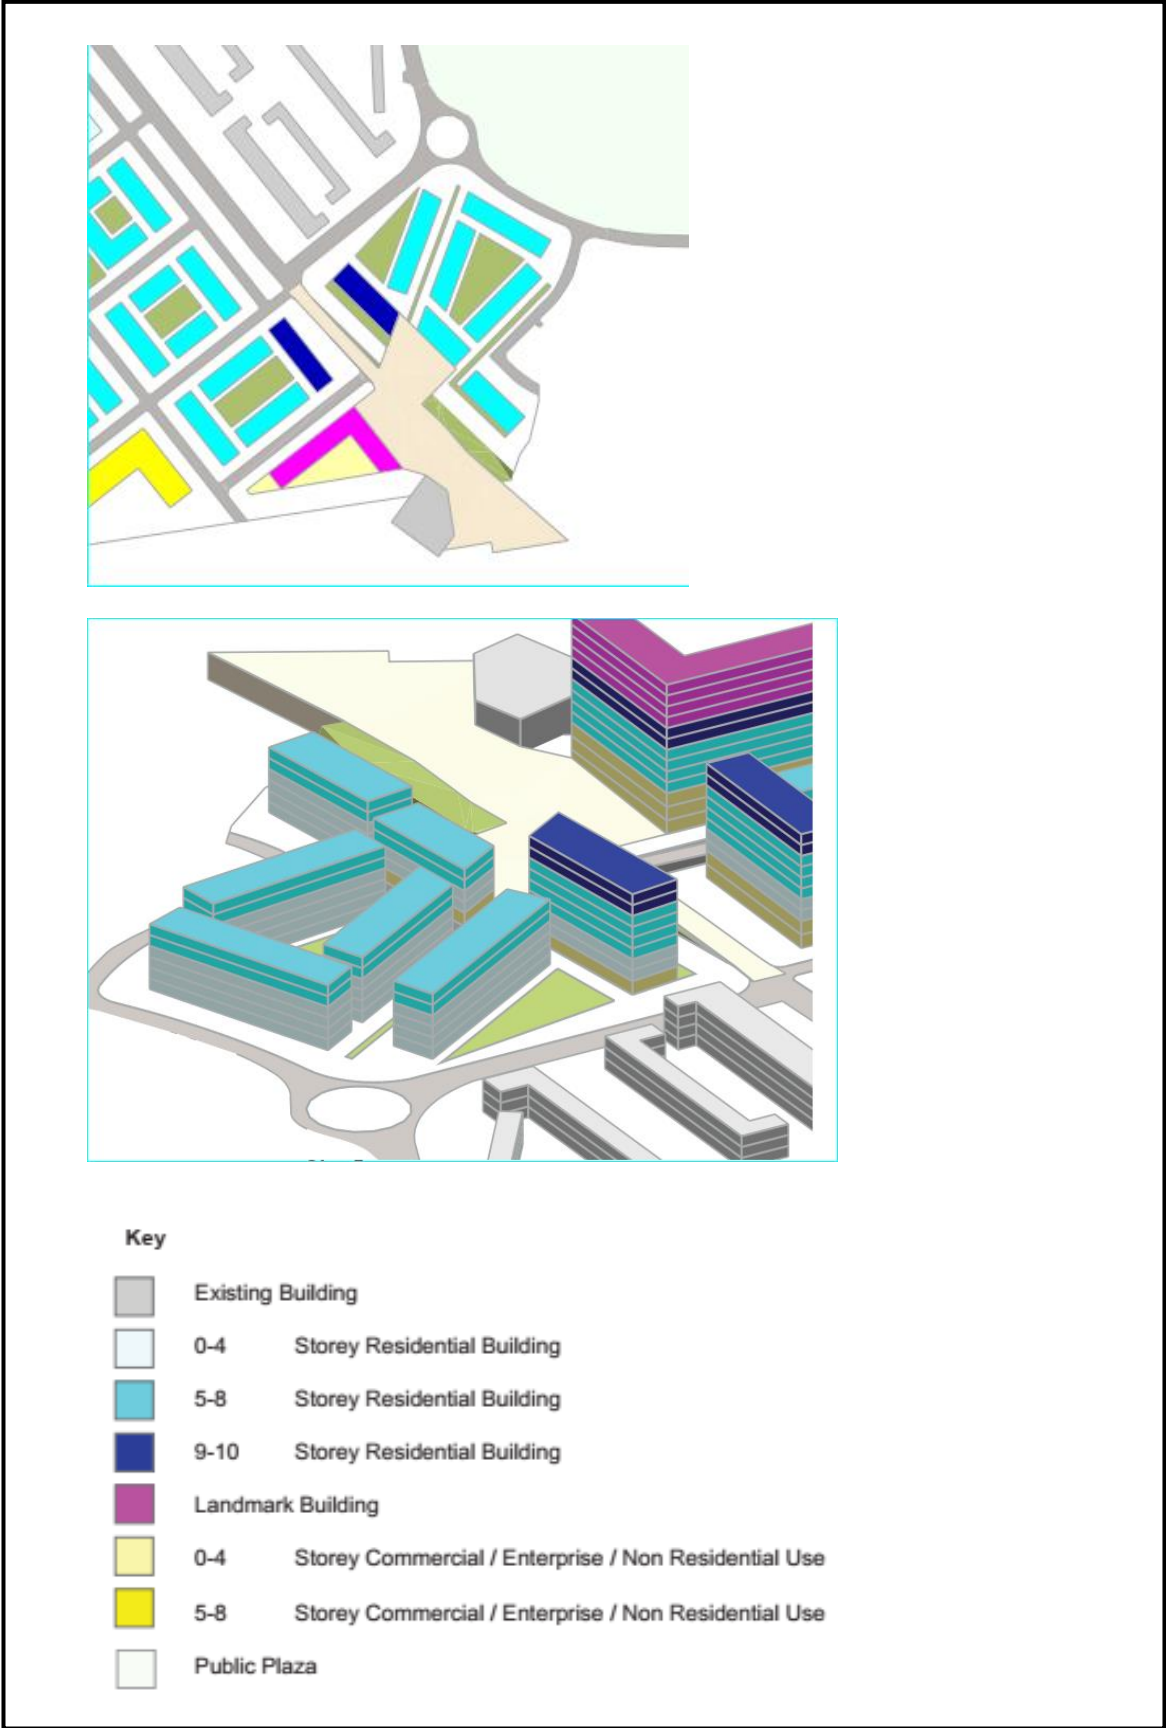 Key
Existing Building
0-4 Storey Residential Building
5-8 Storey Residential Building
9-10 Storey Residential Building
Landmark Building
0-4 Storey Commercial / Enterprise / Non Residential Use
5-8 Storey Commercial / Enterprise / Non Residential Use
Public Plaza